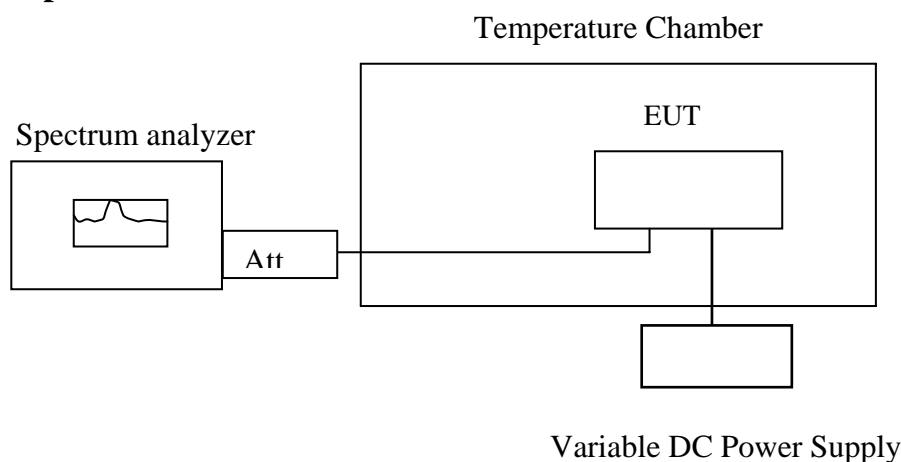 Temperature Chamber
EUT
Spectrum analyzer
Att
Variable DC Power Supply